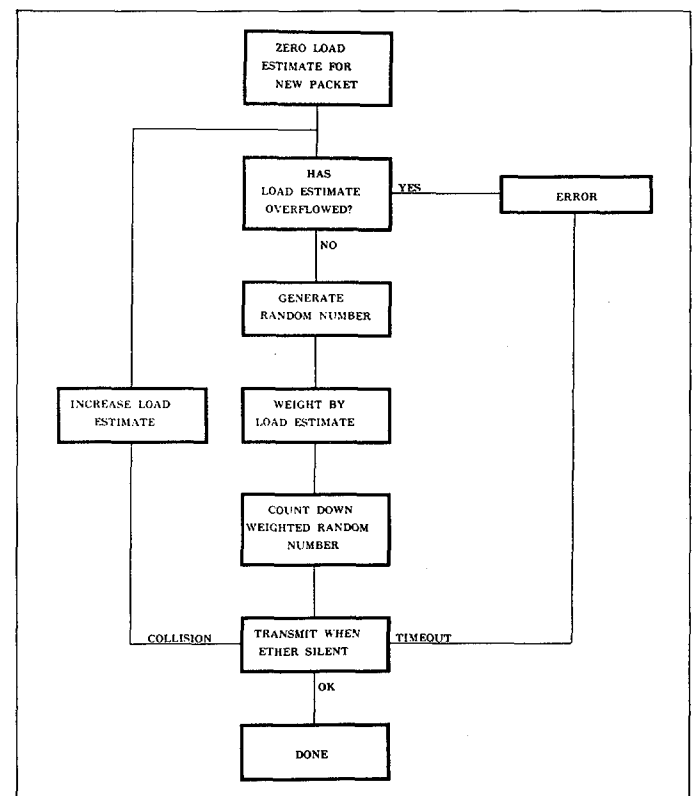 ZERO LOAD
ESTIMATE FOR
NEW PACKET
HAS
LOAD ESTIMATE
OVERFLOWED?
YES
ERROR
NO
GENERATE
RANDOM NUMBER
INCREASE LOAD
ESTIMATE
WEIGHT BY
LOAD ESTIMATE
COUNT DOWN
WEIGHTED RANDOM
NUMBER
COLLISION
TRANSMIT WHEN
ETHER SILENT
TIMEOUT
OK
DONE